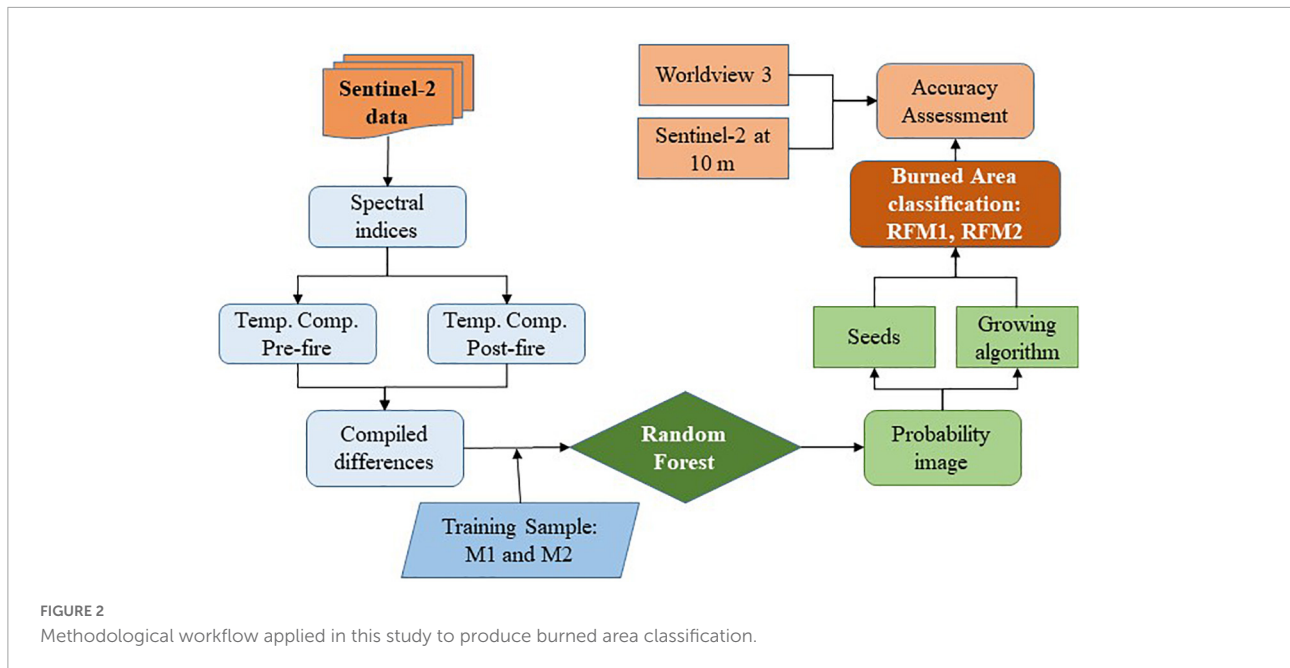 Sentinel-2
data
Spectral
indices
Temp. Comp.
Pre-fire
Temp. Comp.
Post-fire
Compiled
differences
Training Sample:
M1 and M2
Random
Forest
Probability
image
Seeds
Growing
algorithm
Burned Area
classification:
RFM1, RFM2
Worldview 3
Sentinel-2 at
10 m
Accuracy
Assessment
FIGURE 2
Methodological workflow applied in this study to produce burned area classification.